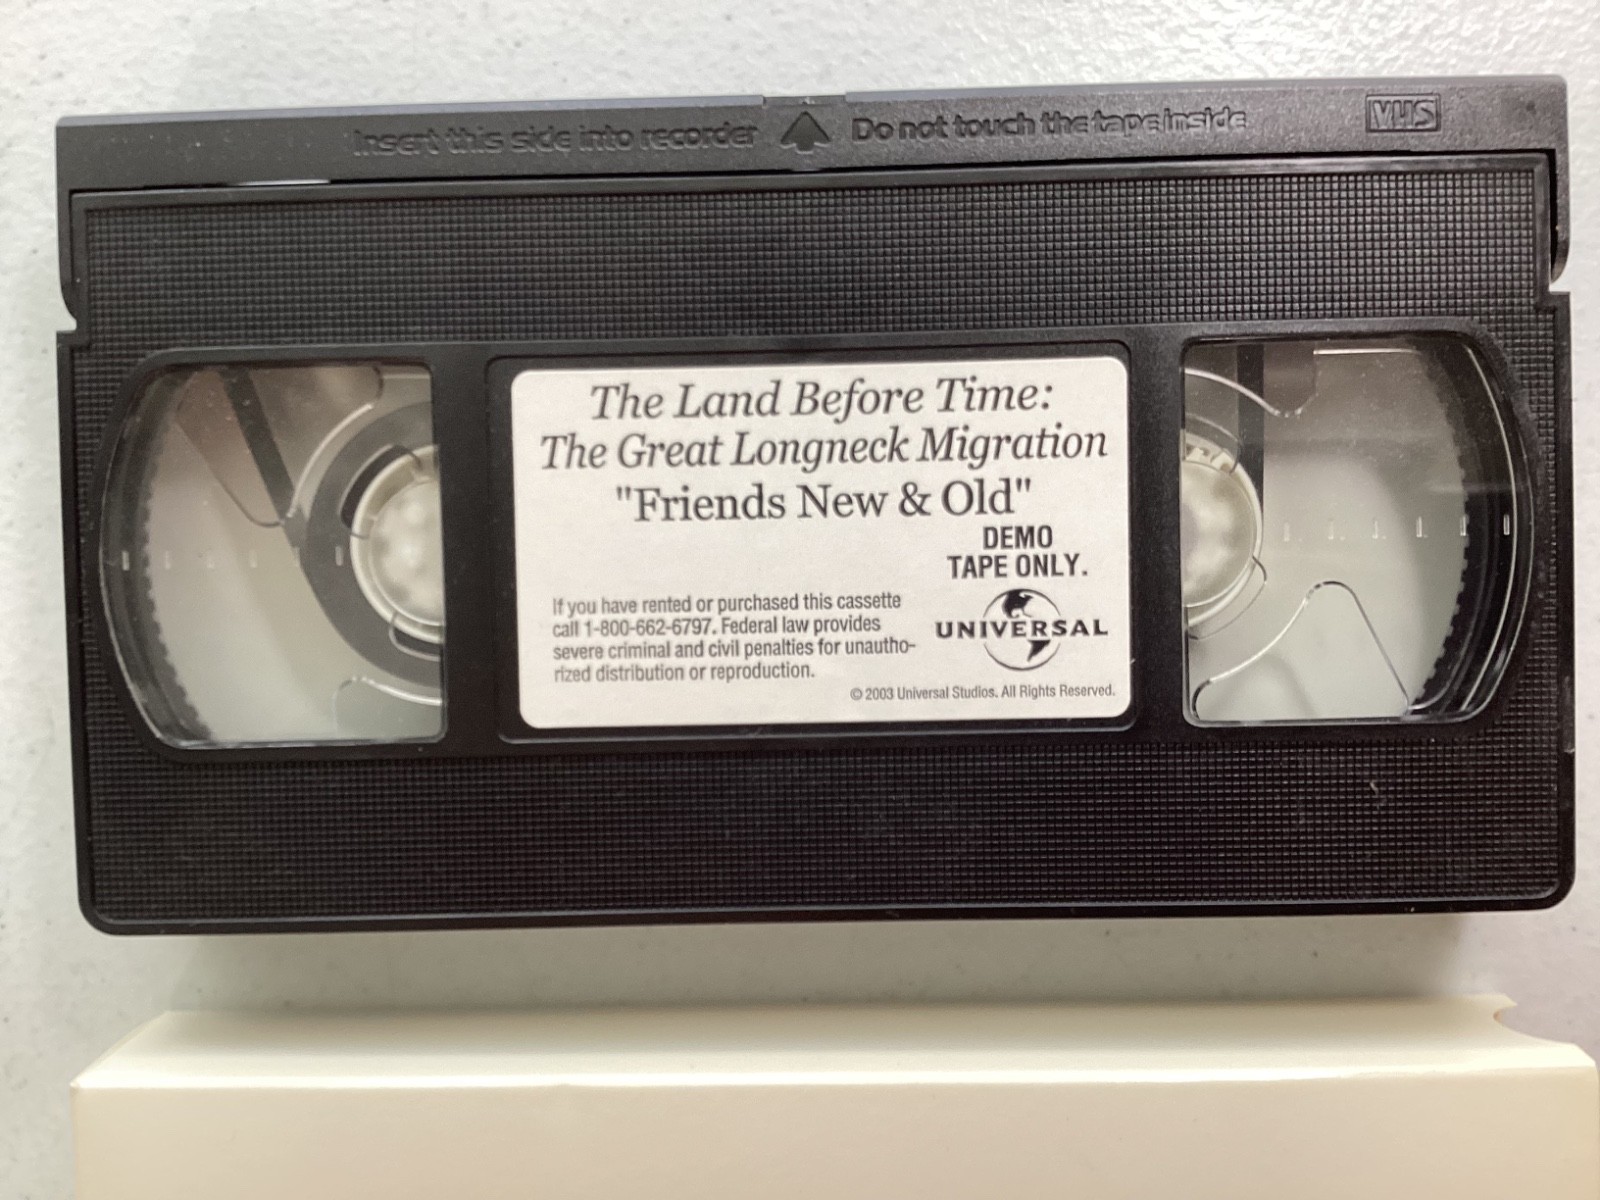 Insert this side into recorder Do not touch the tape inside VHS
The Land Before Time:
The Great Longneck Migration
"Friends New & Old"
DEMO
TAPE ONLY.
If you have rented or purchased this cassette
call 1-800-662-6797. Federal law provides
severe criminal and civil penalties for unautho-
rized distribution or reproduction.
UNIVERSAL
© 2003 Universal Studios. All Rights Reserved.